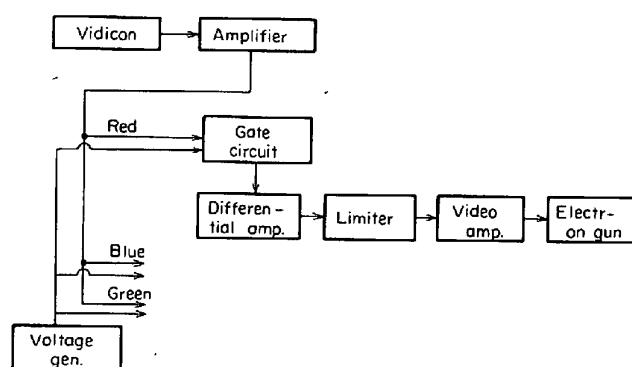 Vidicon
Amplifier
Red
Gate
circuit
Differen-
tial amp.
Limiter
Video
amp.
Electr-
on gun
Blue
Green
Voltage
gen.